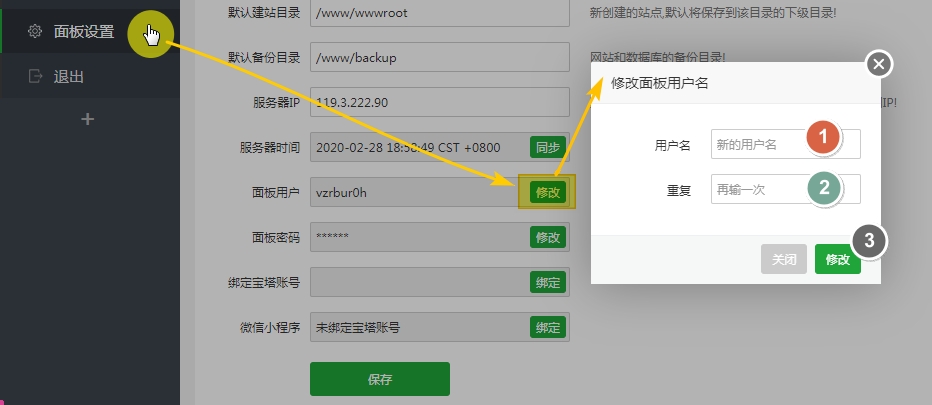 面板设置
退出
+
默认建站目录 /www/wwwroot 新创建的站点,默认将保存到该目录的下级目录!
默认备份目录 /www/backup 网站和数据库的备份目录!
服务器IP 119.3.222.90 IP!
服务器时间 2020-02-28 18:58:49 CST +0800 同步
面板用户 vzrbur0h 修改
面板密码 ****** 修改
绑定宝塔账号 绑定
微信小程序 未绑定宝塔账号 绑定
保存
修改面板用户名
用户名 新的用户名 1
重复 再输一次 2
关闭 修改 3